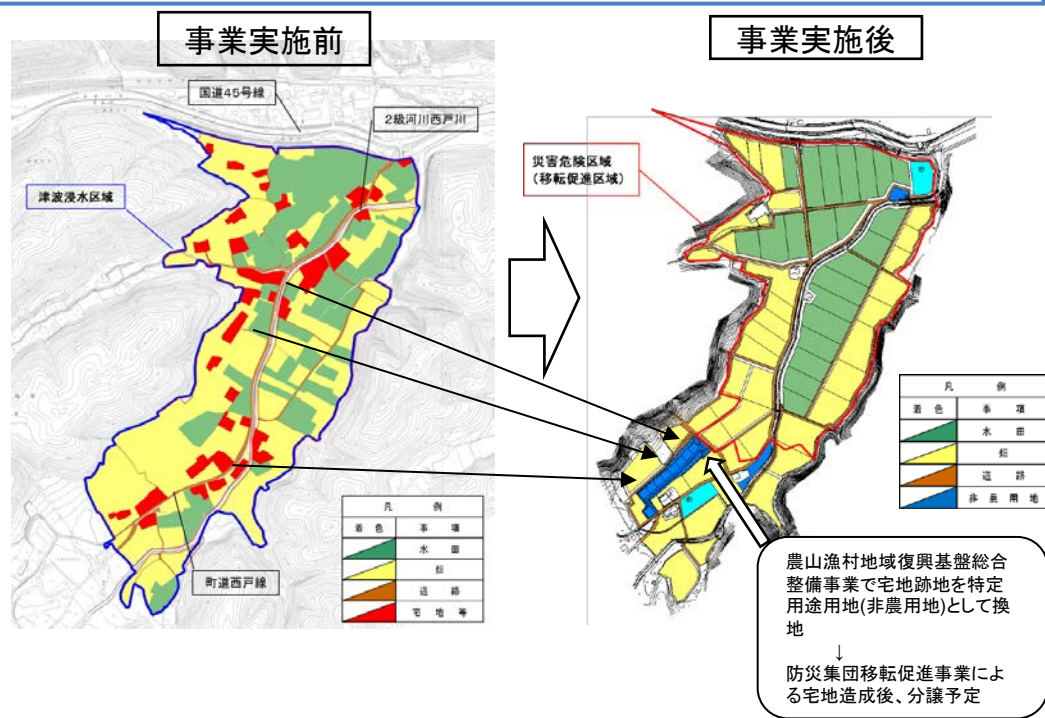 事業実施前
国道45号線
2級河川西戸川
津波浸水区域
町道西戸線
凡 例
着 色 事 項
水 田
畑
道 路
宅 地 等
事業実施後
災害危険区域
(移転促進区域)
凡 例
着 色 事 項
水 田
畑
道 路
非 農 用 地
農山漁村地域復興基盤総合
整備事業で宅地跡地を特定
用途用地(非農用地)として換
地
↓
防災集団移転促進事業によ
る宅地造成後、分譲予定